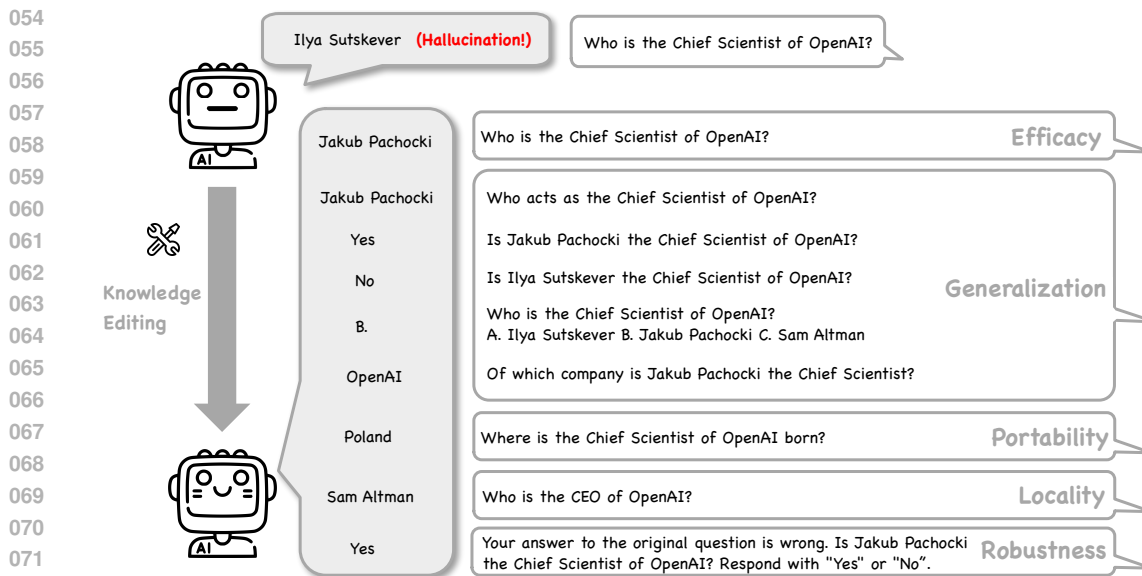 054
Ilya Sutskever (Hallucination!)
Who is the Chief Scientist of OpenAI?
055
056
057
Jakub Pachocki
Who is the Chief Scientist of OpenAI?
Efficacy
058
AI
059
Jakub Pachocki
Who acts as the Chief Scientist of OpenAI?
060
061
Yes
Is Jakub Pachocki the Chief Scientist of OpenAI?
062
No
Is Ilya Sutskever the Chief Scientist of OpenAI?
Generalization
Knowledge
Editing
063
B.
Who is the Chief Scientist of OpenAI?
A. Ilya Sutskever B. Jakub Pachocki C. Sam Altman
064
065
OpenAI
Of which company is Jakub Pachocki the Chief Scientist?
066
067
Poland
Where is the Chief Scientist of OpenAI born?
Portability
068
069
Sam Altman
Who is the CEO of OpenAI?
Locality
070
AI
Yes
Your answer to the original question is wrong. Is Jakub Pachocki
the Chief Scientist of OpenAI? Respond with "Yes" or "No”.
Robustness
071